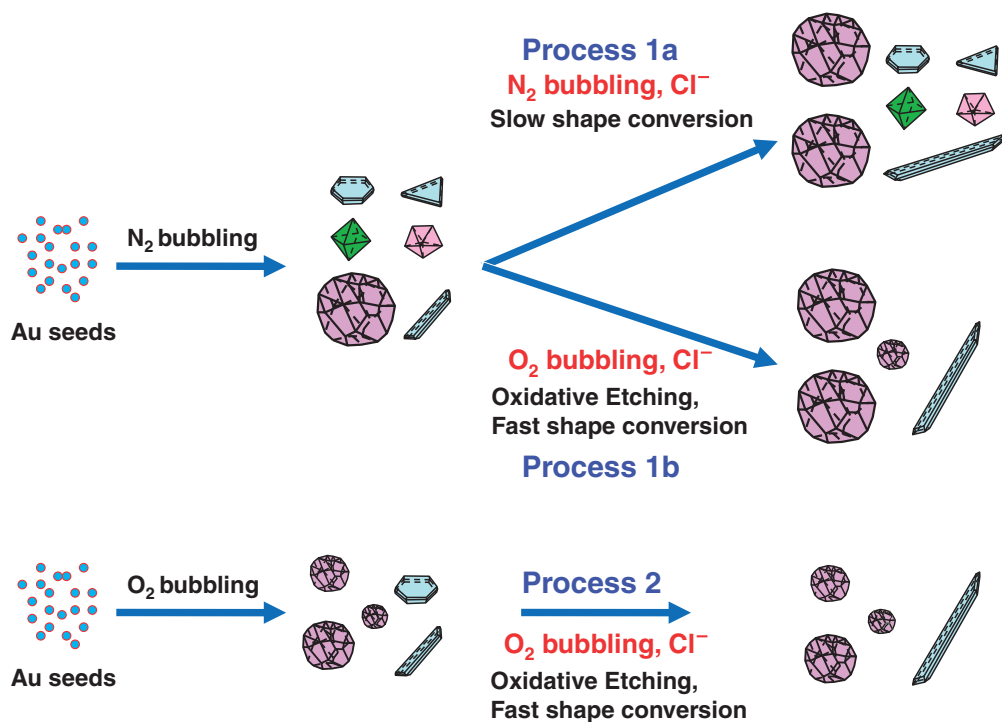 Process 1a
N₂ bubbling, Cl⁻
Slow shape conversion
N₂ bubbling
Au seeds
O₂ bubbling, Cl⁻
Oxidative Etching,
Fast shape conversion
Process 1b
O₂ bubbling
Au seeds
Process 2
O₂ bubbling, Cl⁻
Oxidative Etching,
Fast shape conversion